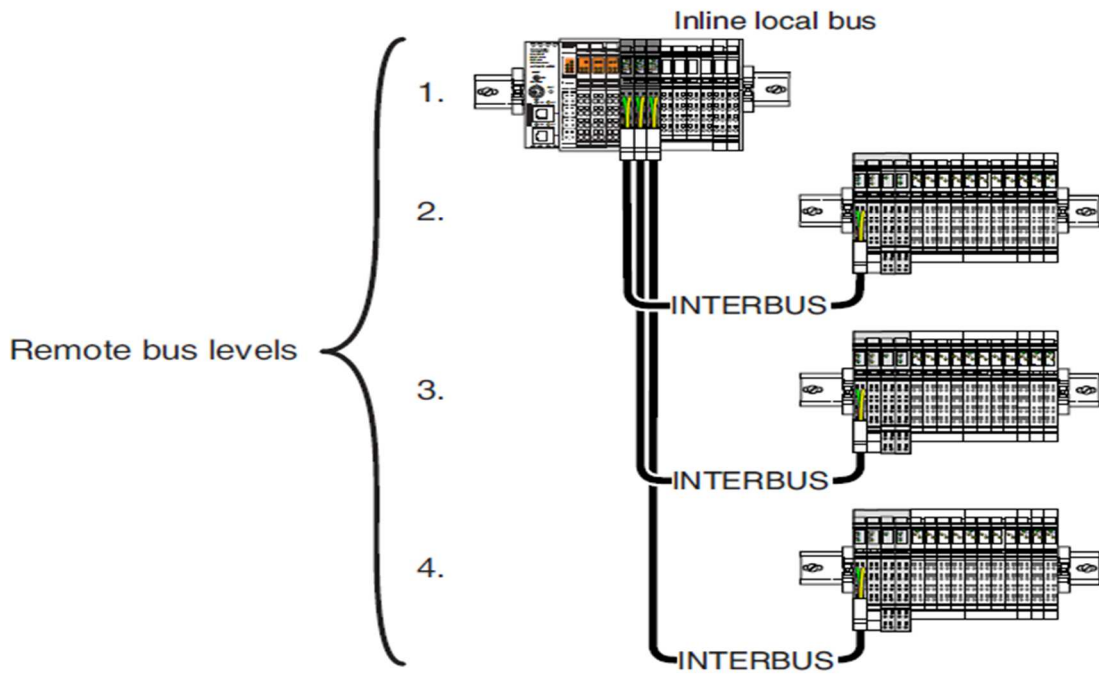 Inline local bus
1.
2.
INTERBUS
Remote bus levels
3.
INTERBUS
4.
INTERBUS